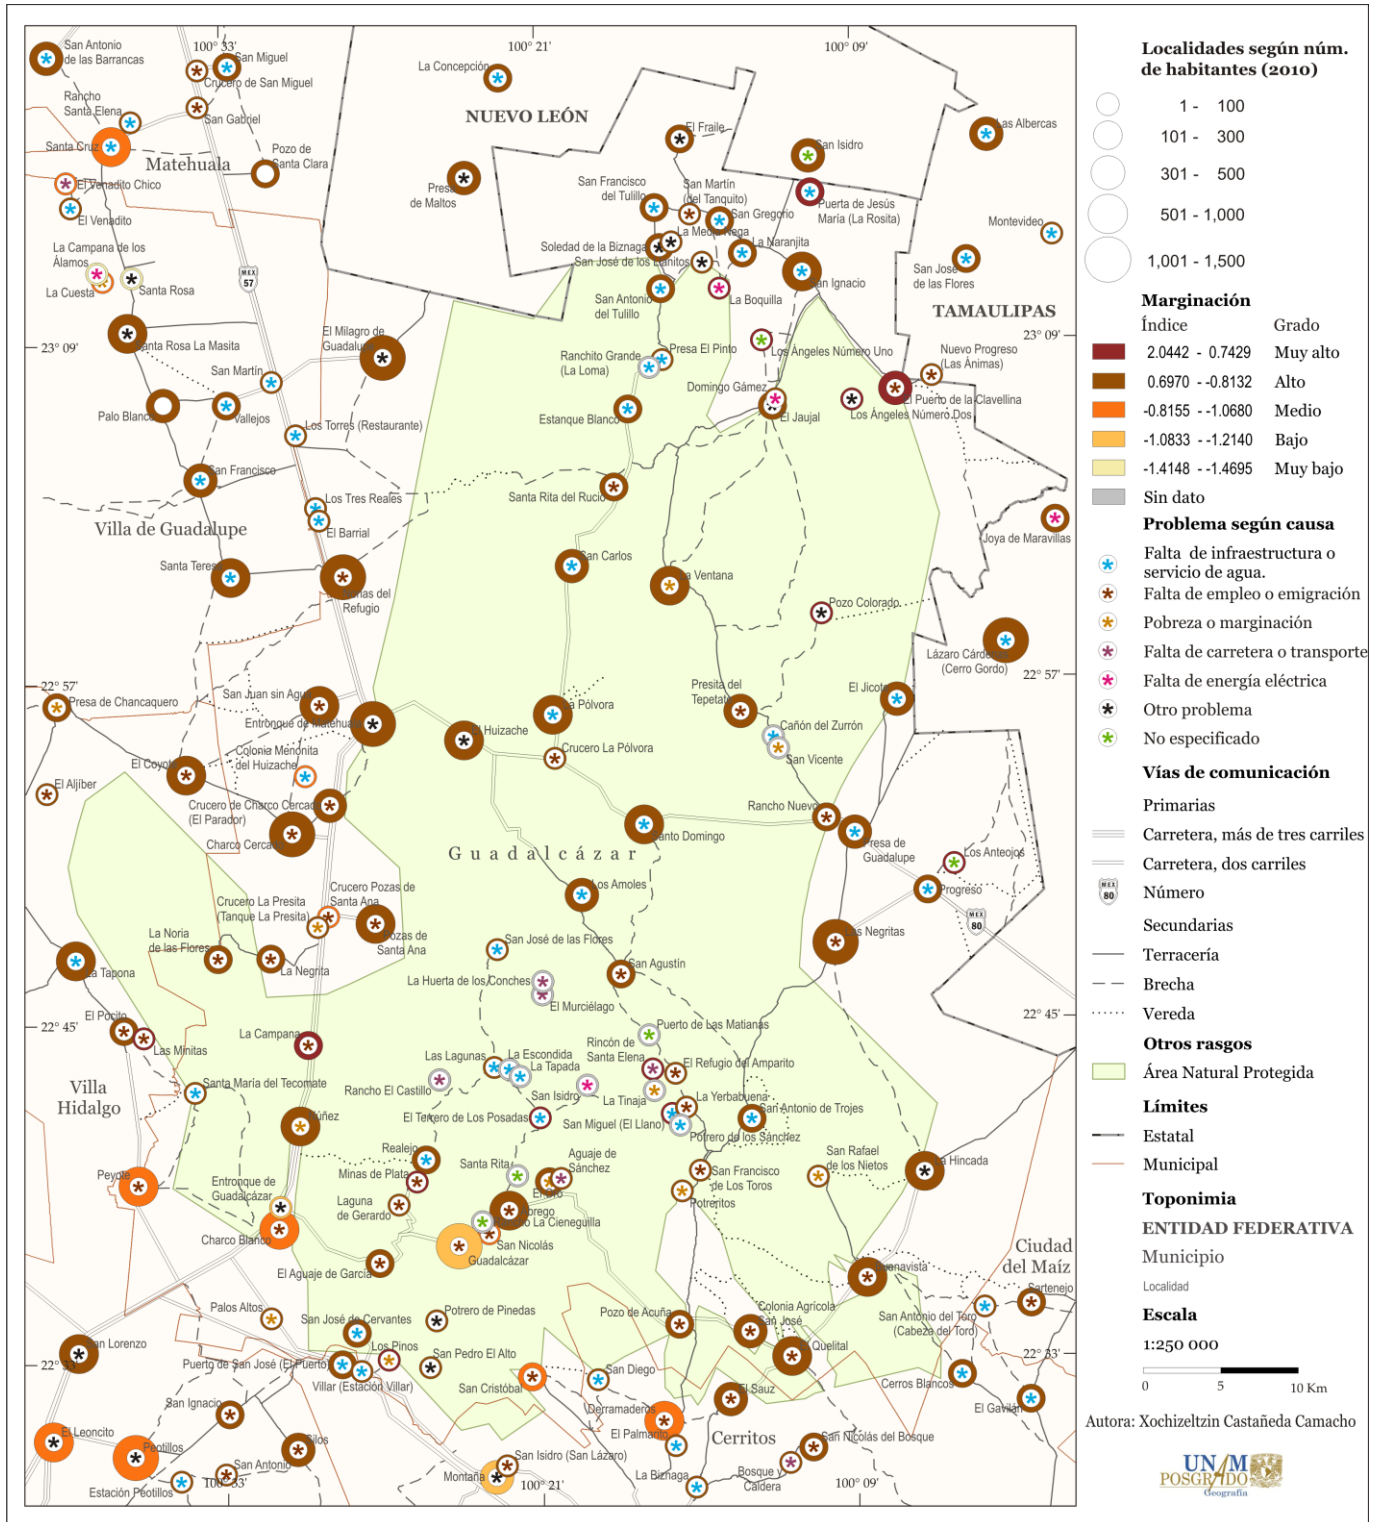 100° 33'
100° 21'
100° 09'
San Antonio
de las Barrancas
San Miguel
Crucero de San Miguel
Rancho
Santa Elena
San Gabriel
Santa Cruz
Matehuala
Pozo de
Santa Clara
El Venadito Chico
El Venadito
La Campana de los
Álamos
La Cuesta
Santa Rosa
MEX
57
La Concepción
NUEVO LEÓN
Presa
de Maltos
El Fraile
San Isidro
Las Albercas
San Francisco
del Tulillo
San Martín
(del Tanquito)
San Gregorio
Puerta de Jesús
María (La Rosita)
Montevideo
Soledad de la Biznaga
La Naranjita
San José de los Llanitos
San José
de las Flores
San Antonio
del Tulillo
La Boquilla
San Ignacio
TAMAULIPAS
23° 09'
Santa Rosa La Masita
El Milagro de
Guadalupe
Ranchito Grande
(La Loma)
Presa El Pinto
Los Ángeles Número Uno
Nuevo Progreso
(Las Ánimas)
23° 09'
San Martín
Domingo Gámez
El Puerto de la Clavellina
Palo Blanco
Vallejos
Los Torres (Restaurante)
Estanque Blanco
El Jaujal
Los Ángeles Número Dos
San Francisco
Santa Rita del Rucio
Los Tres Reales
El Barrial
Villa de Guadalupe
Joya de Maravillas
Santa Teresa
Refugio
San Carlos
La Ventana
Pozo Colorado
Lázaro Cárdenas
(Cerro Gordo)
22° 57'
Presa de Chancaquero
San Juan sin Agua
Entronque de Matehuala
La Pólvora
Presita del
Tepetate
El Jicote
22° 57'
El Huizache
Cañón del Zurrón
Colonia Menonita
del Huizache
Crucero La Pólvora
San Vicente
El Coyote
El Aljiber
Crucero de Charco Cercado
(El Parador)
Charco Cercado
Rancho Nuevo
Santo Domingo
Presa de
Guadalupe
Guadalcázar
Los Anteojos
Los Amoles
Progreso
MEX
80
Crucero Pozas de
Santa Ana
Crucero La Presita
(Tanque La Presita)
Pozas de
Santa Ana
La Noria
de las Flores
La Negrita
San José de las Flores
Las Negritas
La Tapona
La Huerta de los Conches
San Agustín
El Murciélago
22° 45'
El Pocito
Las Minitas
La Campana
Puerto de Las Matianas
22° 45'
Rincón de
Santa Elena
Las Lagunas
La Escondida
La Tapada
El Refugio del Amparito
Villa
Hidalgo
Santa María del Tecomate
Rancho El Castillo
San Isidro
La Tinaja
La Yerbabuena
Núñez
El Terrero de Los Posadas
San Miguel (El Llano)
San Antonio de Trojes
Potrero de los Sánchez
Realejo
Minas de Plata
Santa Rita
Aguaje de
Sánchez
San Francisco
de Los Toros
San Rafael
de los Nietos
La Hincada
Peyote
Entronque de
Guadalcázar
Laguna
de Gerardo
Potreritos
Abrego
Rancho La Cieneguilla
Charco Blanco
San Nicolás
Guadalcázar
El Aguaje de García
Buenavista
Ciudad
del Maíz
Sartenejo
Palos Altos
Potrero de Pinedas
Pozo de Acuña
Colonia Agrícola
San José
San Antonio del Toro
(Cabeza del Toro)
San José de Cervantes
San Lorenzo
Los Pinos
San Pedro El Alto
El Quelital
22° 33'
Puerto de San José (El Puerto)
Villar (Estación Villar)
San Diego
22° 33'
San Cristóbal
El Sauz
Cerros Blancos
San Ignacio
Derramaderos
El Gavilán
El Leoncito
Silos
El Palmarito
Cerritos
San Nicolás del Bosque
Peotillos
San Isidro (San Lázaro)
San Antonio
Montaña
La Biznaga
Bosque y
Caldera
Estación Peotillos
100° 33'
100° 21'
100° 09'
Localidades según núm.
de habitantes (2010)
1 - 100
101 - 300
301 - 500
501 - 1,000
1,001 - 1,500
Marginación
Índice Grado
2.0442 - 0.7429 Muy alto
0.6970 - -0.8132 Alto
-0.8155 - -1.0680 Medio
-1.0833 - -1.2140 Bajo
-1.4148 - -1.4695 Muy bajo
Sin dato
Problema según causa
Falta de infraestructura o
servicio de agua.
Falta de empleo o emigración
Pobreza o marginación
Falta de carretera o transporte
Falta de energía eléctrica
Otro problema
No especificado
Vías de comunicación
Primarias
Carretera, más de tres carriles
Carretera, dos carriles
MEX
80
Número
Secundarias
Terracería
Brecha
Vereda
Otros rasgos
Área Natural Protegida
Límites
Estatal
Municipal
Toponimia
ENTIDAD FEDERATIVA
Municipio
Localidad
Escala
1:250 000
0 5 10 Km
Autora: Xochizeltzin Castañeda Camacho
UNAM
POSGRADO
Geografía